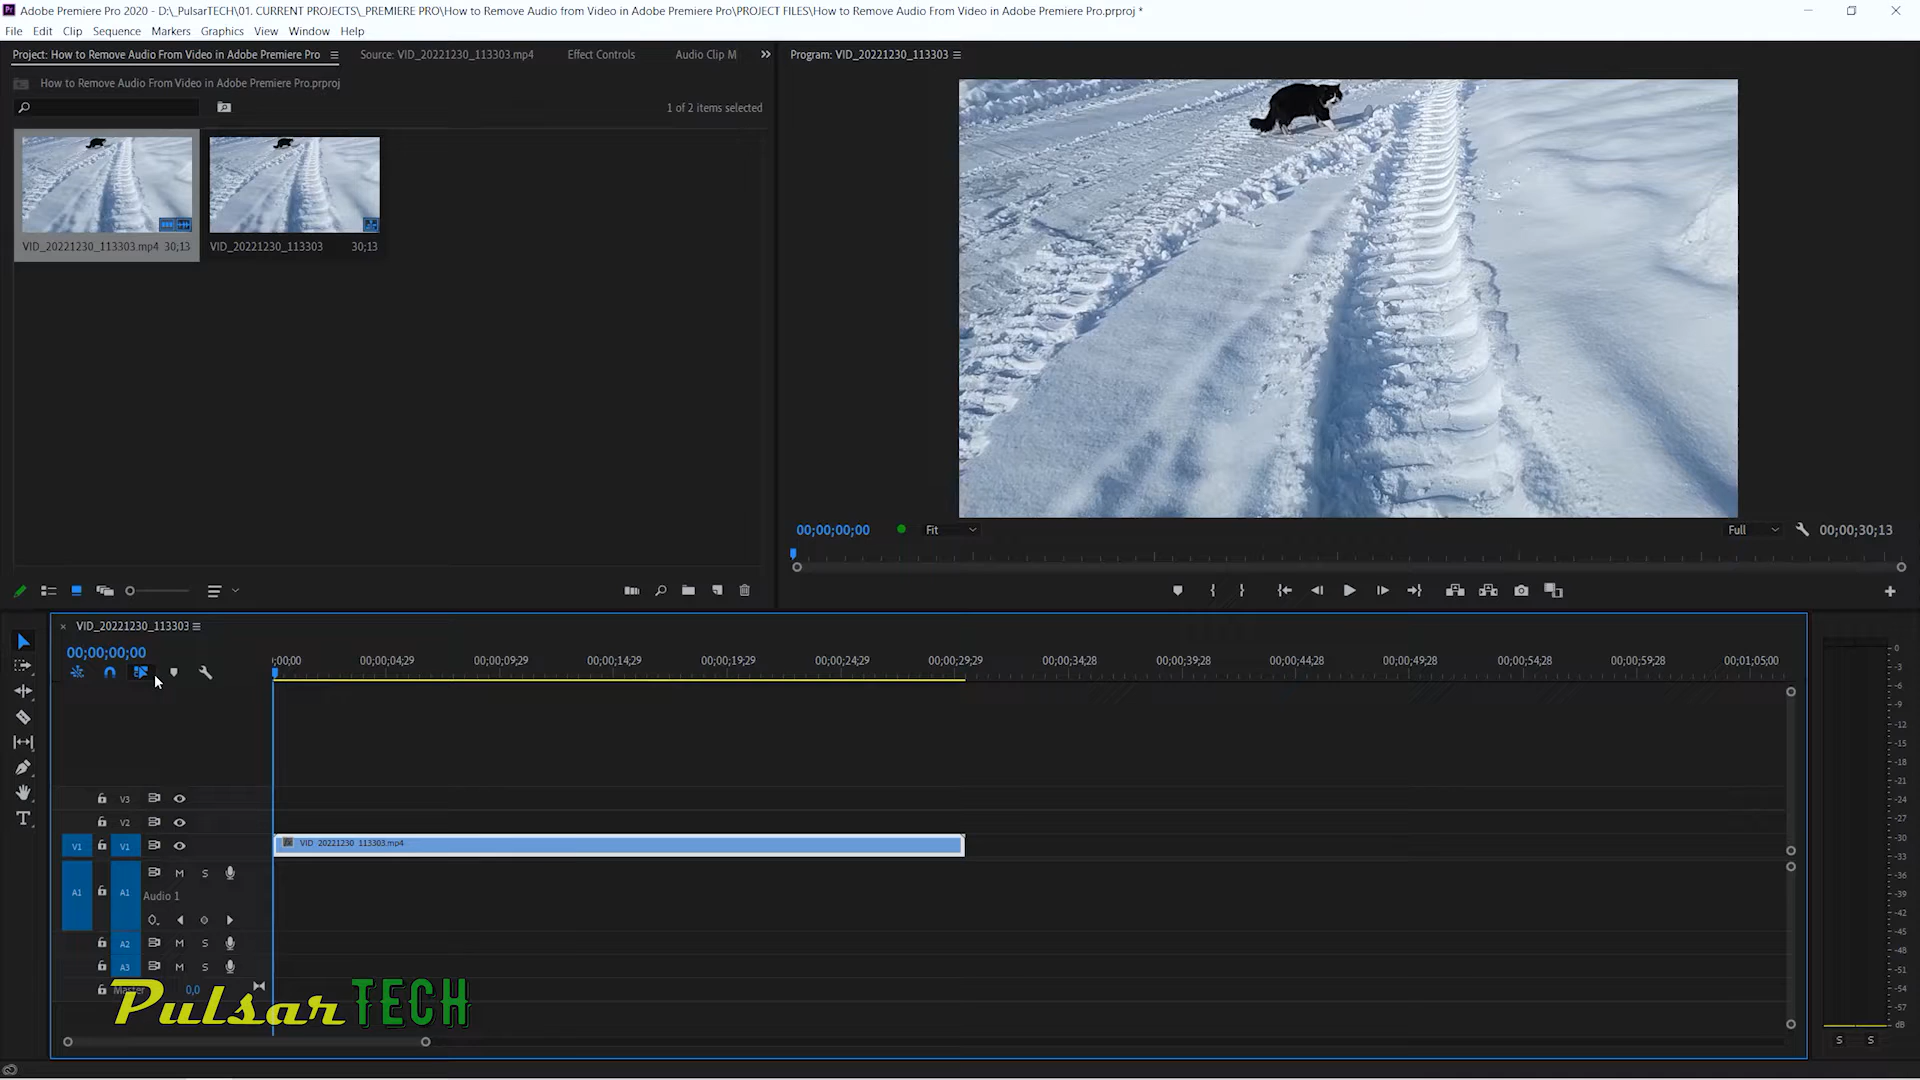 Adobe Premiere Pro 2020 - D:\_PulsarTECH\01. CURRENT PROJECTS\_PREMIERE PRO\How to Remove Audio from Video in Adobe Premiere Pro\PROJECT FILES\How to Remove Audio From Video in Adobe Premiere Pro.prproj *
File Edit Clip Sequence Markers Graphics View Window Help
Project: How to Remove Audio From Video in Adobe Premiere Pro
Source: VID_20221230_113303.mp4
Effect Controls
Audio Clip M
Program: VID_20221230_113303
How to Remove Audio From Video in Adobe Premiere Pro.prproj
1 of 2 items selected
VID_20221230_113303.mp4 30;13
VID_20221230_113303 30;13
00;00;00;00
Fit
Full
00;00;30;13
VID_20221230_113303
00;00;00;00
;00;00 00;00;04;29 00;00;09;29 00;00;14;29 00;00;19;29 00;00;24;29 00;00;29;29 00;00;34;28 00;00;39;28 00;00;44;28 00;00;49;28 00;00;54;28 00;00;59;28 00;01;05;00
V3
V2
V1 V1
VID_20221230_113303.mp4
M S
A1 A1
Audio 1
A2 M S
A3 M S
Master 0,0
PulsarTECH
0
-3
-6
-9
-12
-15
-18
-21
-24
-27
-30
-33
-36
-39
-42
-45
-48
-51
-54
-57
dB
S S